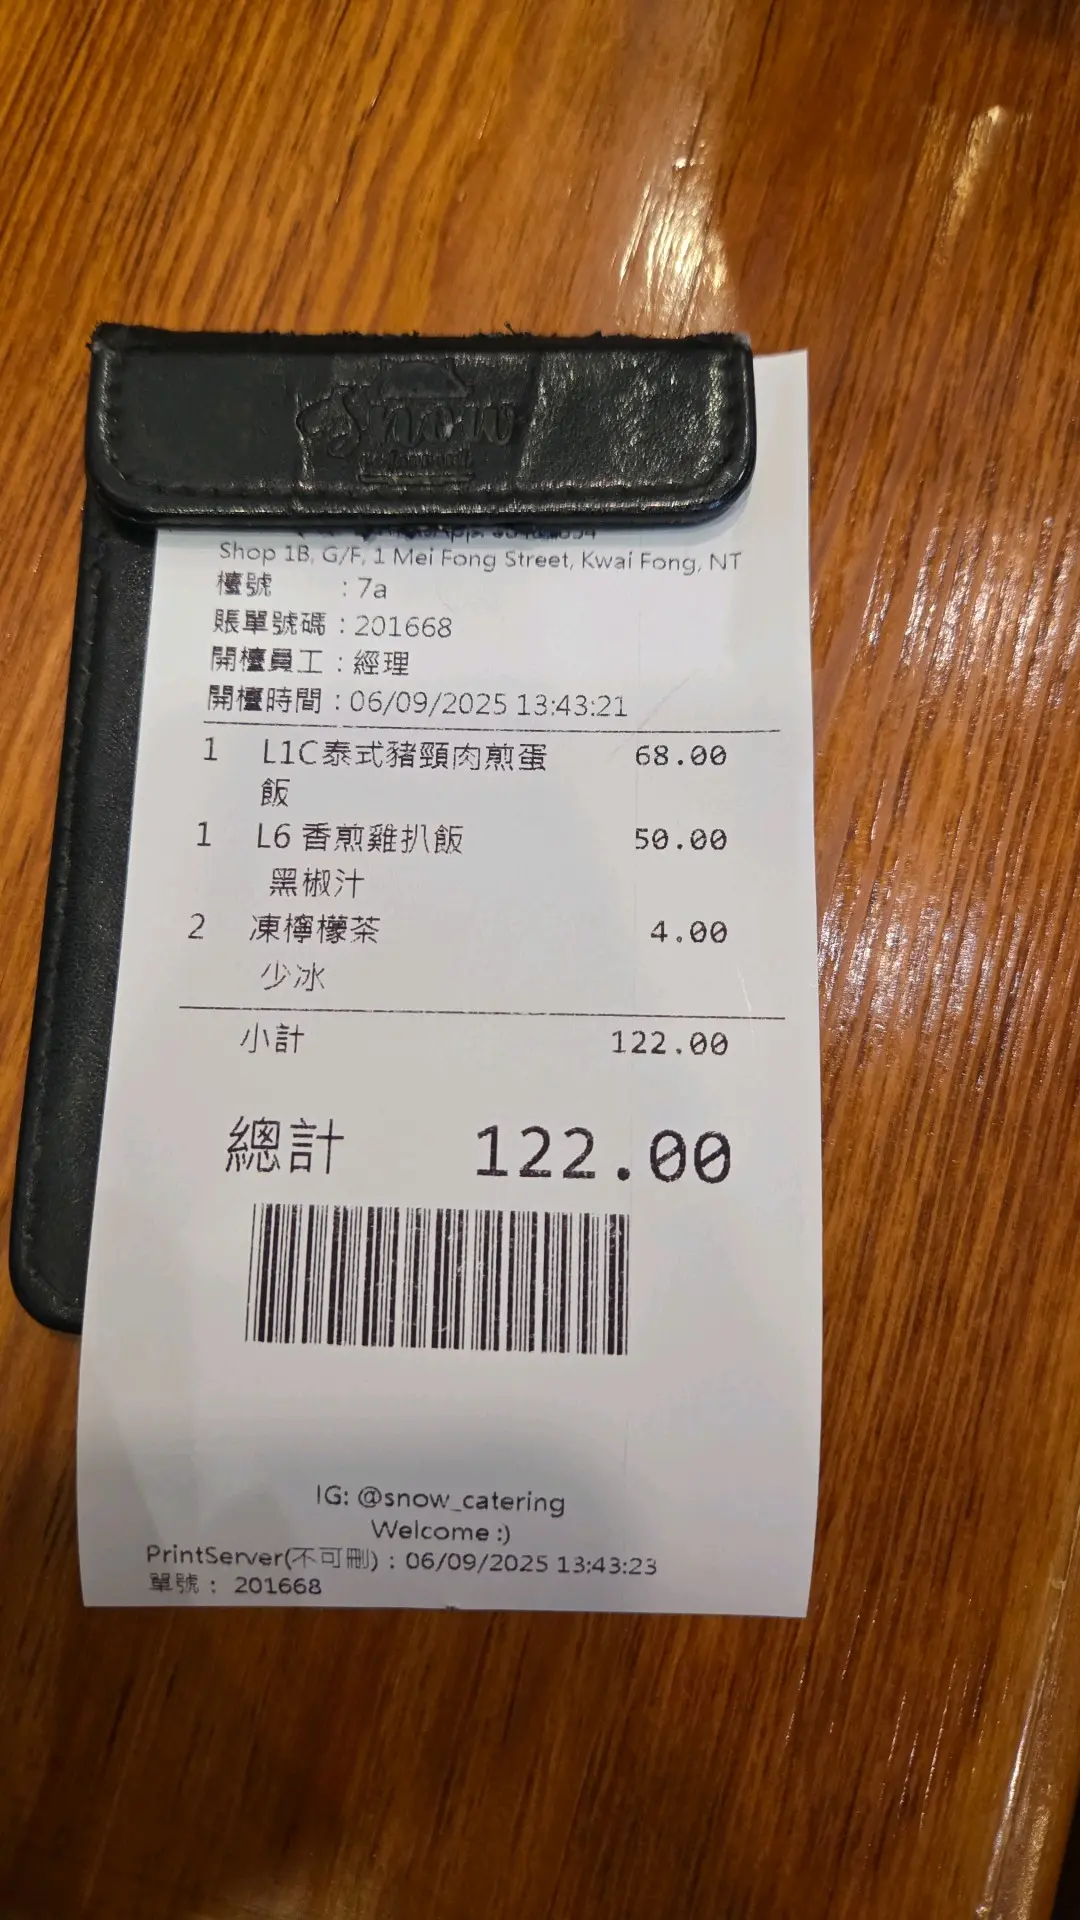 Snow
Shop 1B, G/F, 1 Mei Fong Street, Kwai Fong, NT
檯號 : 7a
賬單號碼 : 201668
開檯員工 : 經理
開檯時間 : 06/09/2025 13:43:21
1 L1C泰式豬頸肉煎蛋 68.00
飯
1 L6 香煎雞扒飯 50.00
黑椒汁
2 凍檸檬茶 4.00
少冰
小計 122.00
總計 122.00
IG: @snow_catering
Welcome :)
PrintServer(不可刪) : 06/09/2025 13:43:23
單號 : 201668